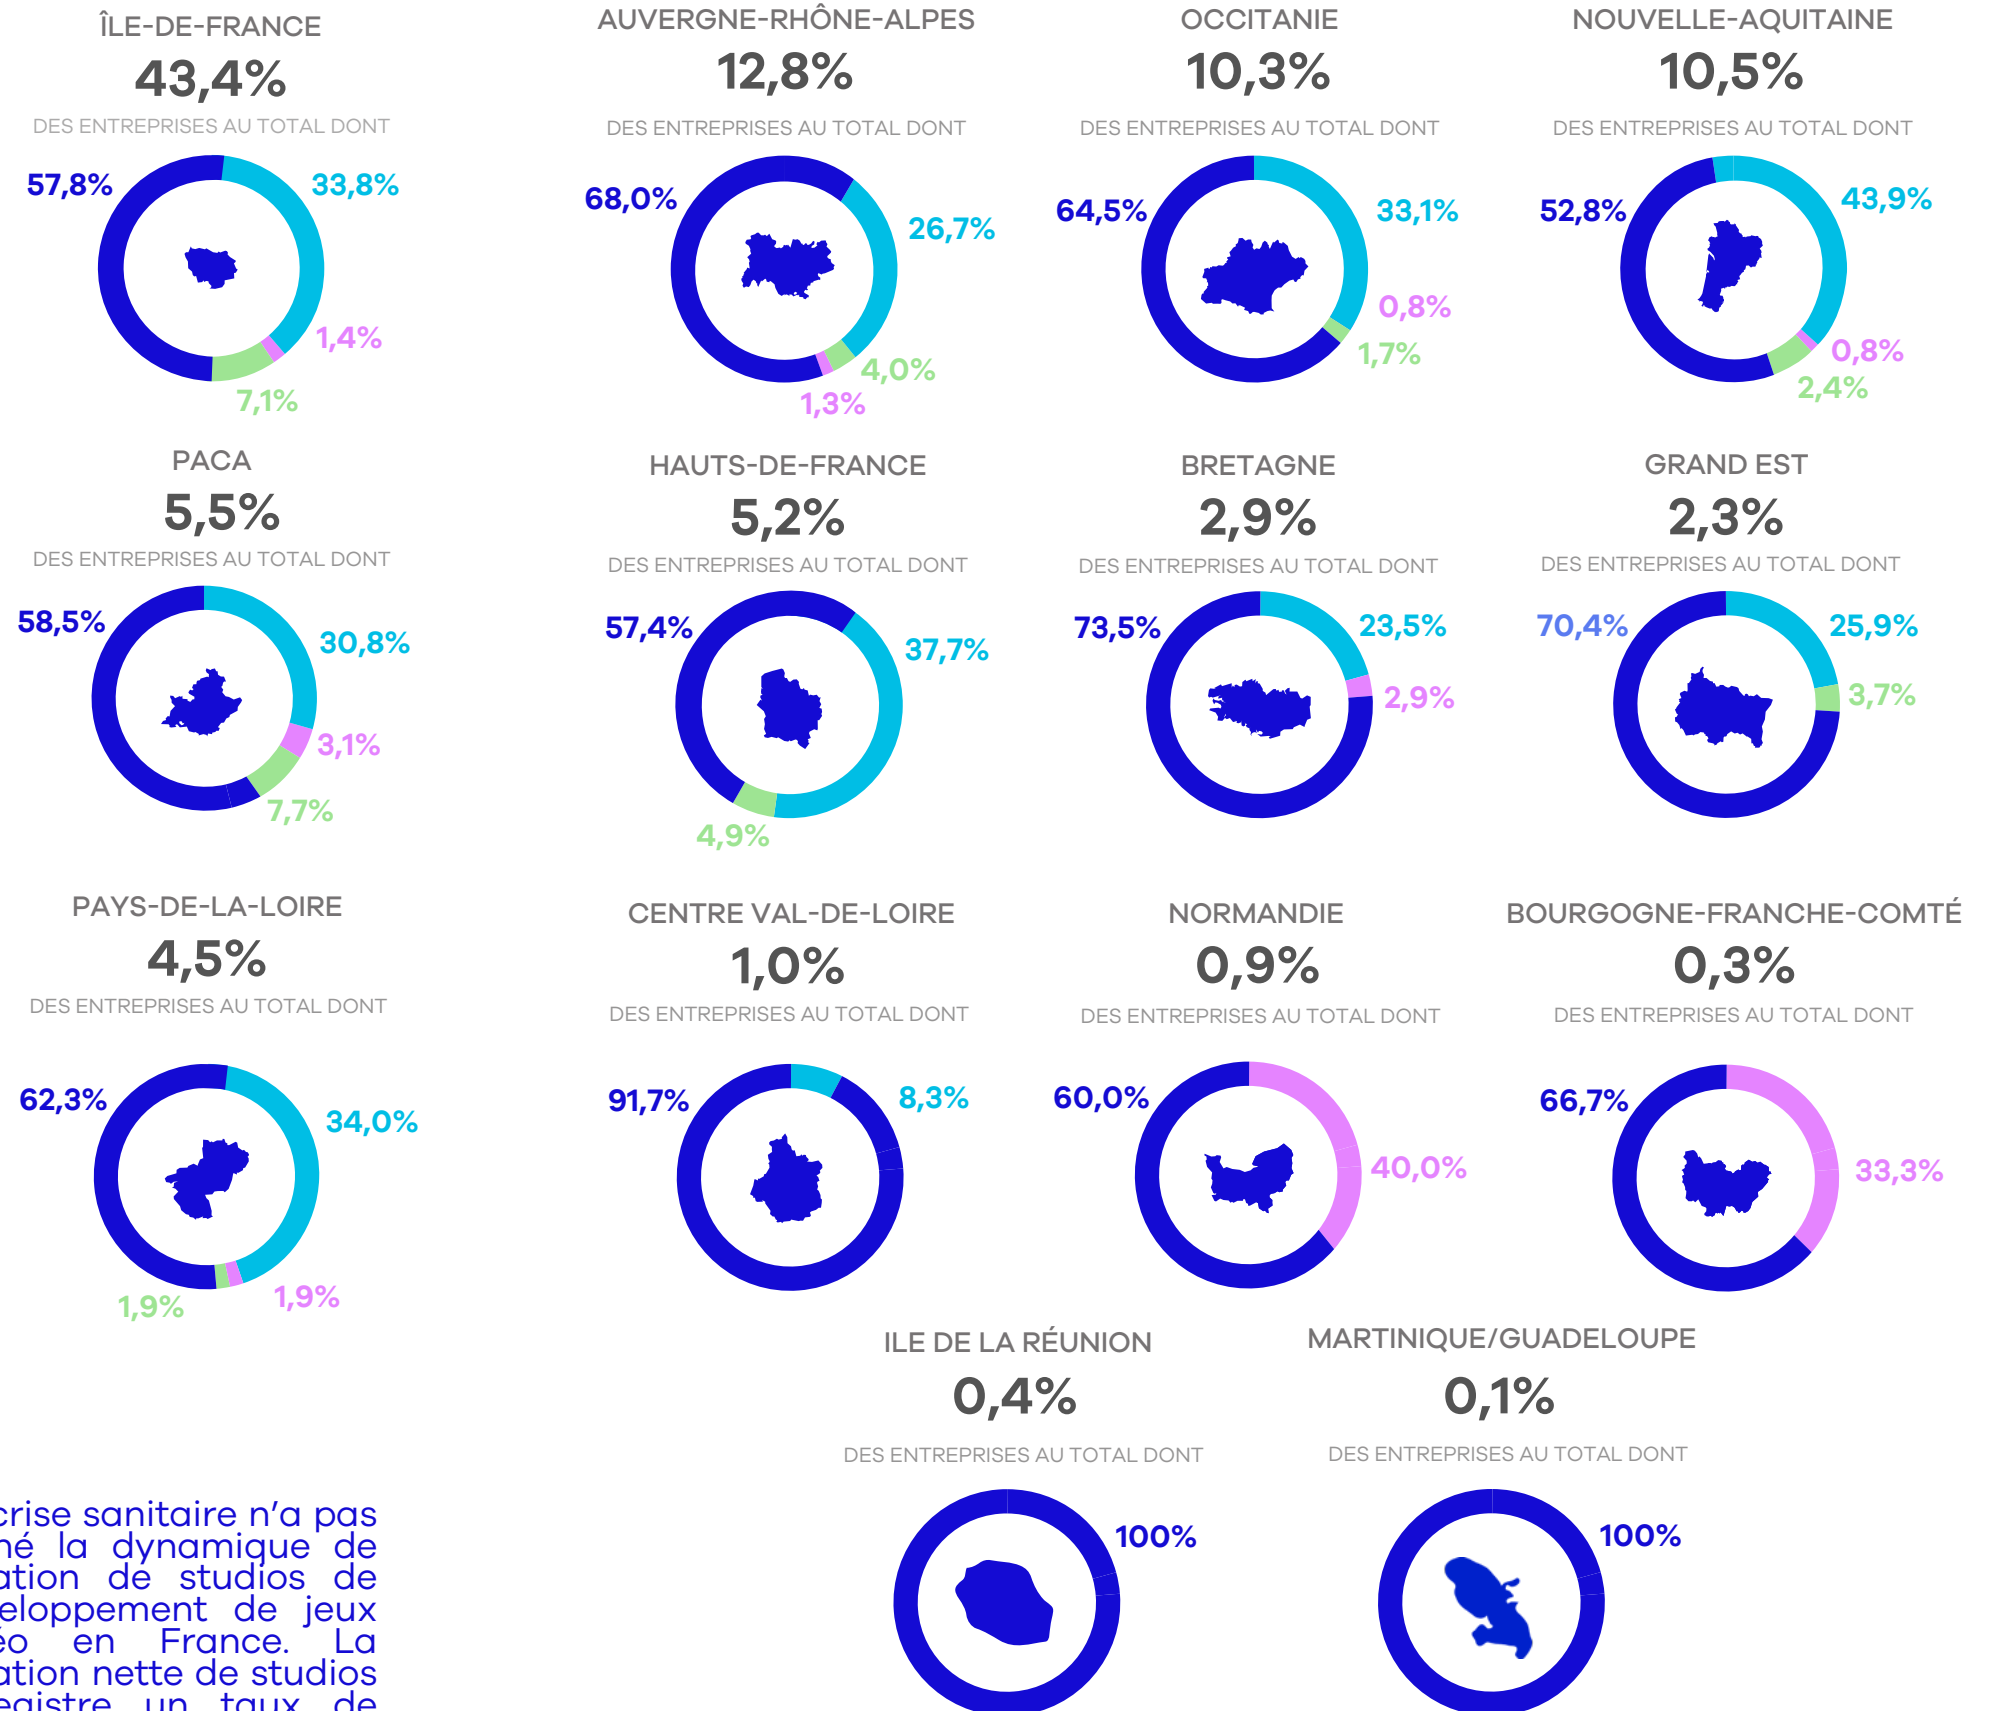 ÎLE-DE-FRANCE
43,4%
DES ENTREPRISES AU TOTAL DONT
57,8%
33,8%
1,4%
7,1%
AUVERGNE-RHÔNE-ALPES
12,8%
DES ENTREPRISES AU TOTAL DONT
68,0%
26,7%
4,0%
1,3%
OCCITANIE
10,3%
DES ENTREPRISES AU TOTAL DONT
64,5%
33,1%
0,8%
1,7%
NOUVELLE-AQUITAINE
10,5%
DES ENTREPRISES AU TOTAL DONT
52,8%
43,9%
0,8%
2,4%
PACA
5,5%
DES ENTREPRISES AU TOTAL DONT
58,5%
30,8%
3,1%
7,7%
HAUTS-DE-FRANCE
5,2%
DES ENTREPRISES AU TOTAL DONT
57,4%
37,7%
4,9%
BRETAGNE
2,9%
DES ENTREPRISES AU TOTAL DONT
73,5%
23,5%
2,9%
GRAND EST
2,3%
DES ENTREPRISES AU TOTAL DONT
70,4%
25,9%
3,7%
PAYS-DE-LA-LOIRE
4,5%
DES ENTREPRISES AU TOTAL DONT
62,3%
34,0%
1,9%
1,9%
CENTRE VAL-DE-LOIRE
1,0%
DES ENTREPRISES AU TOTAL DONT
91,7%
8,3%
NORMANDIE
0,9%
DES ENTREPRISES AU TOTAL DONT
60,0%
40,0%
BOURGOGNE-FRANCHE-COMTÉ
0,3%
DES ENTREPRISES AU TOTAL DONT
66,7%
33,3%
ILE DE LA RÉUNION
0,4%
DES ENTREPRISES AU TOTAL DONT
100%
MARTINIQUE/GUADELOUPE
0,1%
DES ENTREPRISES AU TOTAL DONT
100%
crise sanitaire n'a pas
né la dynamique de
ation de studios de
eloppement de jeux
éo en France. La
ation nette de studios
egistre un taux de